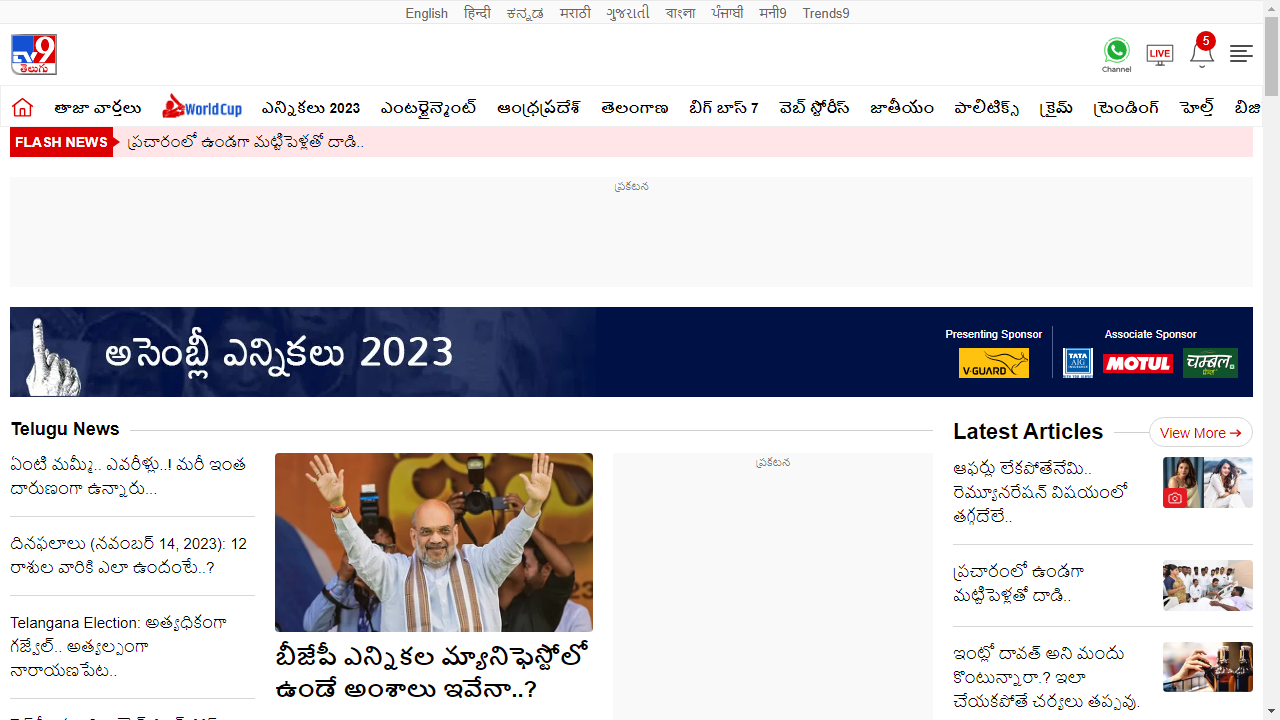 English हिन्दी ಕನ್ನಡ मराठी ગુજરાતી বাংলা ਪੰਜਾਬੀ मनी9 Trends9
tv9
తెలుగు
Channel
LIVE
5
తాజా వార్తలు World Cup ఎన్నికలు 2023 ఎంటర్టైన్మెంట్ ఆంధ్రప్రదేశ్ తెలంగాణ బిగ్ బాస్ 7 వెబ్ స్టోరీస్ జాతీయం పాలిటిక్స్ క్రైమ్ ట్రెండింగ్ హెల్త్ బిజి
FLASH NEWS ప్రచారంలో ఉండగా మట్టిపెళ్లతో దాడి..
ప్రకటన
అసెంబ్లీ ఎన్నికలు 2023
Presenting Sponsor
V-GUARD
Associate Sponsor
TATA AIG
MOTUL
चम्बल
Telugu News
ఏంటి మమ్మీ.. ఎవరీళ్లు..! మరీ ఇంత
దారుణంగా ఉన్నారు...
దినఫలాలు (నవంబర్ 14, 2023): 12
రాశుల వారికి ఎలా ఉందంటే..?
Telangana Election: అత్యధికంగా
గజ్వేల్.. అత్యల్పంగా
నారాయణపేట..
బీజేపీ ఎన్నికల మ్యానిఫెస్టోలో
ఉండే అంశాలు ఇవేనా..?
ప్రకటన
Latest Articles
View More
ఆఫర్లు లేకపోతేనేమి..
రెమ్యూనరేషన్ విషయంలో
తగ్గేదేలే..
ప్రచారంలో ఉండగా
మట్టిపెళ్లతో దాడి..
ఇంట్లో దావత్ అని మందు
కొంటున్నారా.? ఇలా
చేయకపోతే చర్యలు తప్పవు.